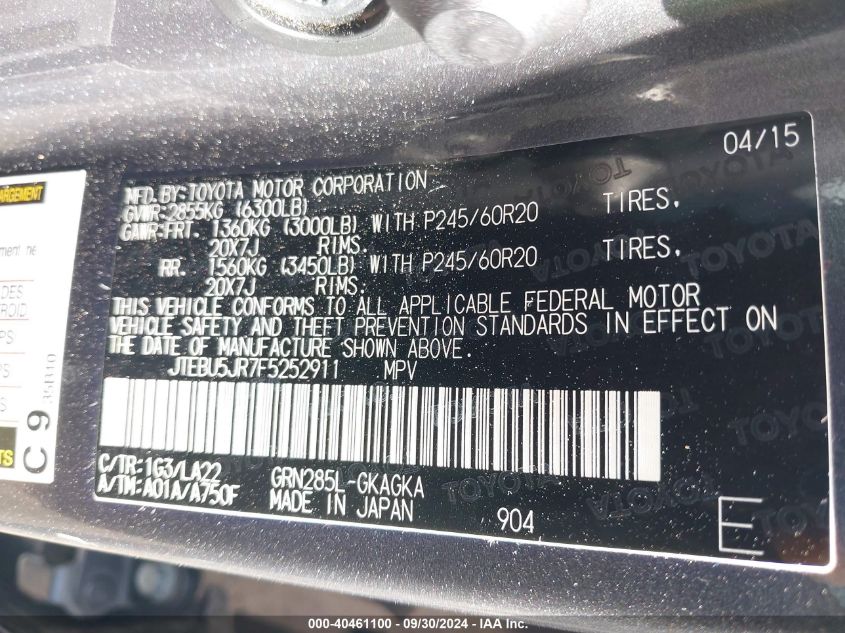 04/15
MFD.BY:TOYOTA MOTOR CORPORATION
GVWR:2855KG (6300LB)
GAWR:FRT. 1360KG (3000LB) WITH P245/60R20 TIRES,
20X7J RIMS.
RR. 1560KG (3450LB) WITH P245/60R20 TIRES,
20X7J RIMS.
THIS VEHICLE CONFORMS TO ALL APPLICABLE FEDERAL MOTOR
VEHICLE SAFETY AND THEFT PREVENTION STANDARDS IN EFFECT ON
THE DATE OF MANUFACTURE SHOWN ABOVE.
JTEBU5JR7F5252911 MPV
C/TR:1G3/LA22
A/TM:A01A/A750F
GRN285L-GKAGKA
MADE IN JAPAN
904
E
C 9
35B10
TOYOTA
000-40461100 - 09/30/2024 - IAA Inc.